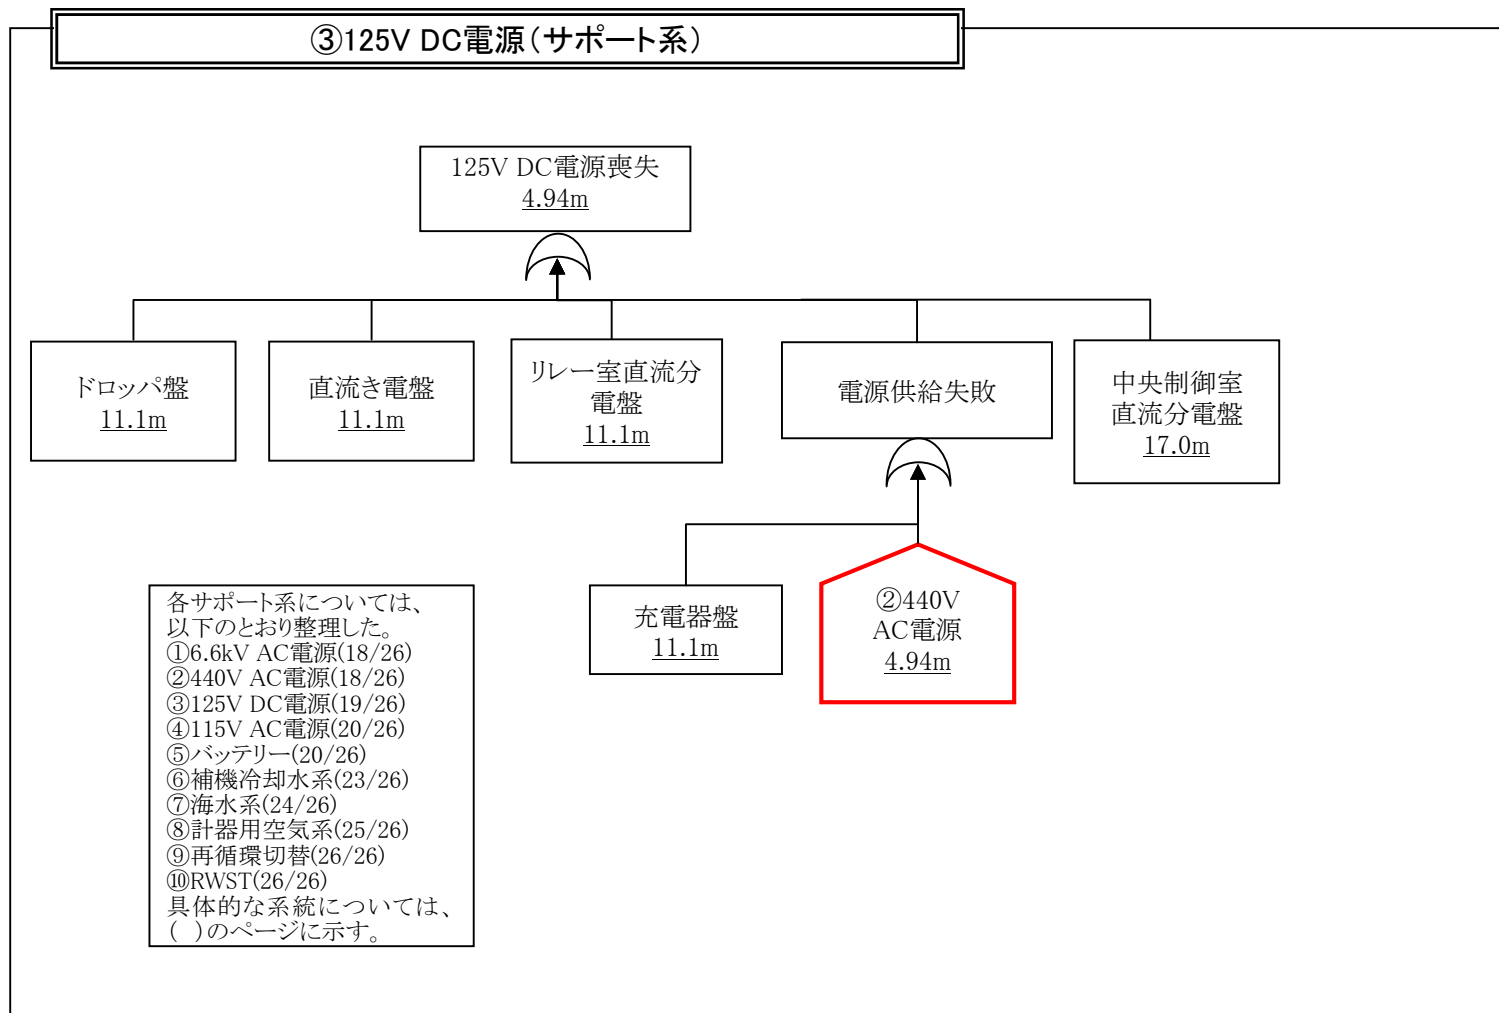 ③125V DC電源（サポート系）
125V DC電源喪失
4.94m
ドロッパ盤
11.1m
直流き電盤
11.1m
リレー室直流分
電盤
11.1m
電源供給失敗
中央制御室
直流分電盤
17.0m
充電器盤
11.1m
②440V
AC電源
4.94m
各サポート系については、
以下のとおり整理した。
①6.6kV AC電源(18/26)
②440V AC電源(18/26)
③125V DC電源(19/26)
④115V AC電源(20/26)
⑤バッテリー(20/26)
⑥補機冷却水系(23/26)
⑦海水系(24/26)
⑧計器用空気系(25/26)
⑨再循環切替(26/26)
⑩RWST(26/26)
具体的な系統については、
( )のページに示す。